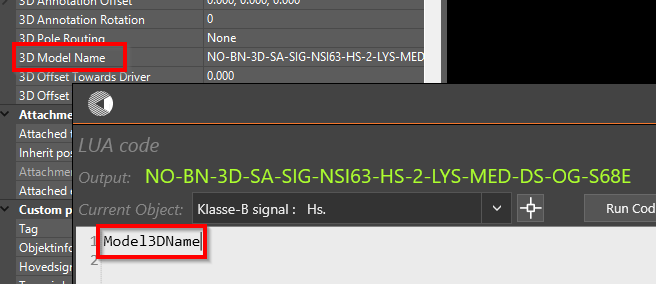 3D Annotation Offset 0.000, 0.000, 0.000
3D Annotation Rotation 0
3D Pole Routing None
3D Model Name NO-BN-3D-SA-SIG-NSI63-HS-2-LYS-MED
3D Offset Towards Driver 0.000
3D Offset
Attachme
Attached t
Inherit pos
Attachme
Attached
Custom p
Tag
Objektinfo
Hovedsign
LUA code
Output: NO-BN-3D-SA-SIG-NSI63-HS-2-LYS-MED-DS-OG-S68E
Current Object: Klasse-B signal : Hs. Run Cod
1 Model3DName
2